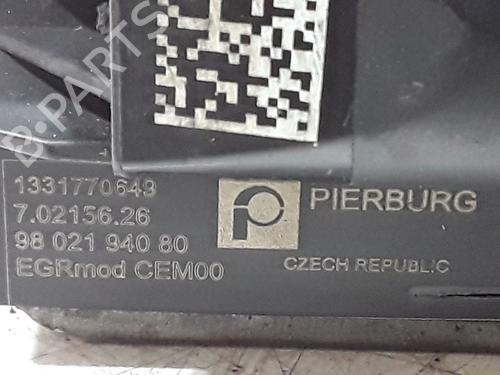 B-PARTS
1331770649
7.02156.26
98 021 940 80
EGRmod CEM00
PIERBURG
CZECH REPUBLIC